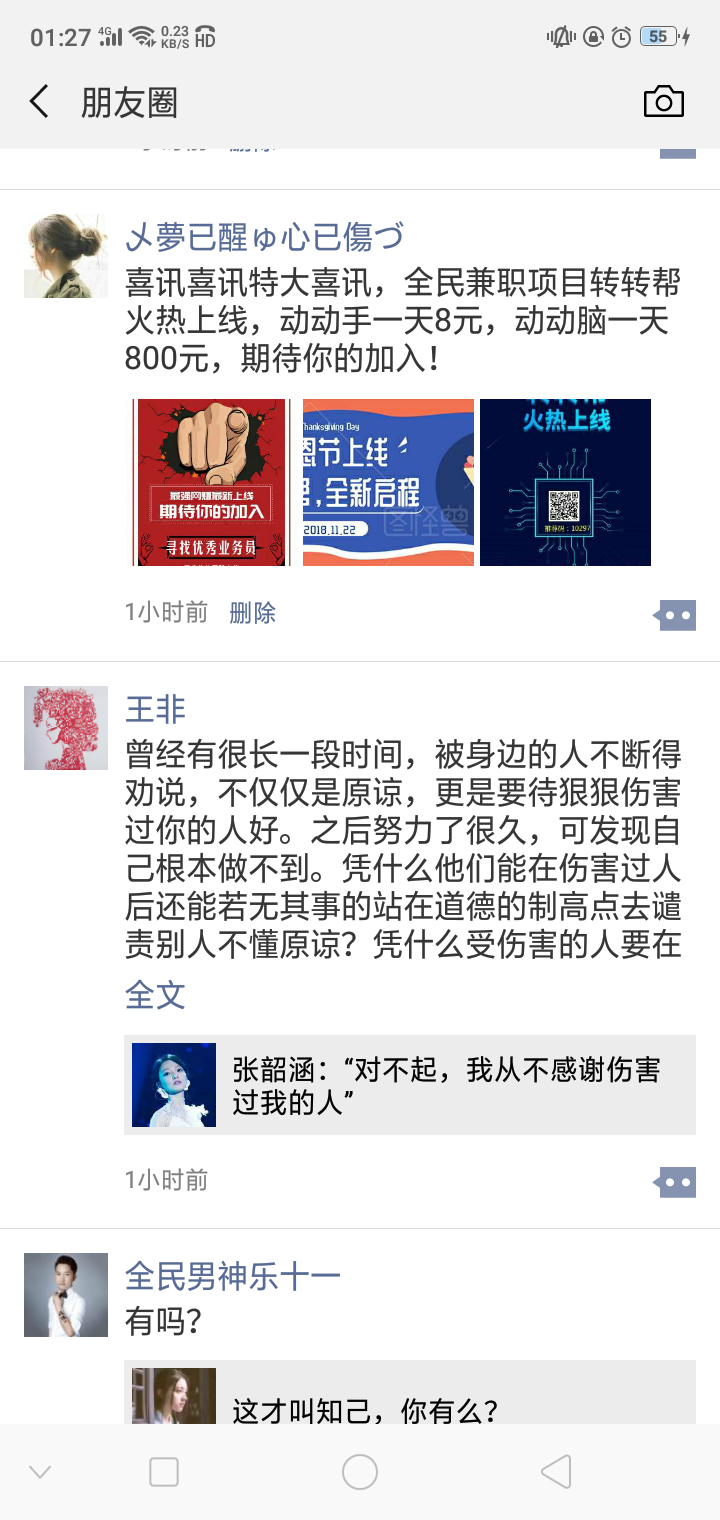 01:27 4G 0.23 KB/S HD 55
朋友圈
删除
乄夢已醒ゅ心已傷づ
喜讯喜讯特大喜讯，全民兼职项目转转帮
火热上线，动动手一天8元，动动脑一天
800元，期待你的加入！
最强网赚最新上线
期待你的加入
寻找优秀业务员
Thanksgiving Day
恩节上线
,全新启程
2018.11.22
图怪兽
火热上线
推荐码：10297
1小时前 删除
王非
曾经有很长一段时间，被身边的人不断得
劝说，不仅仅是原谅，更是要待狠狠伤害
过你的人好。之后努力了很久，可发现自
己根本做不到。凭什么他们能在伤害过人
后还能若无其事的站在道德的制高点去谴
责别人不懂原谅？凭什么受伤害的人要在
全文
张韶涵：“对不起，我从不感谢伤害
过我的人”
1小时前
全民男神乐十一
有吗？
这才叫知己，你有么？